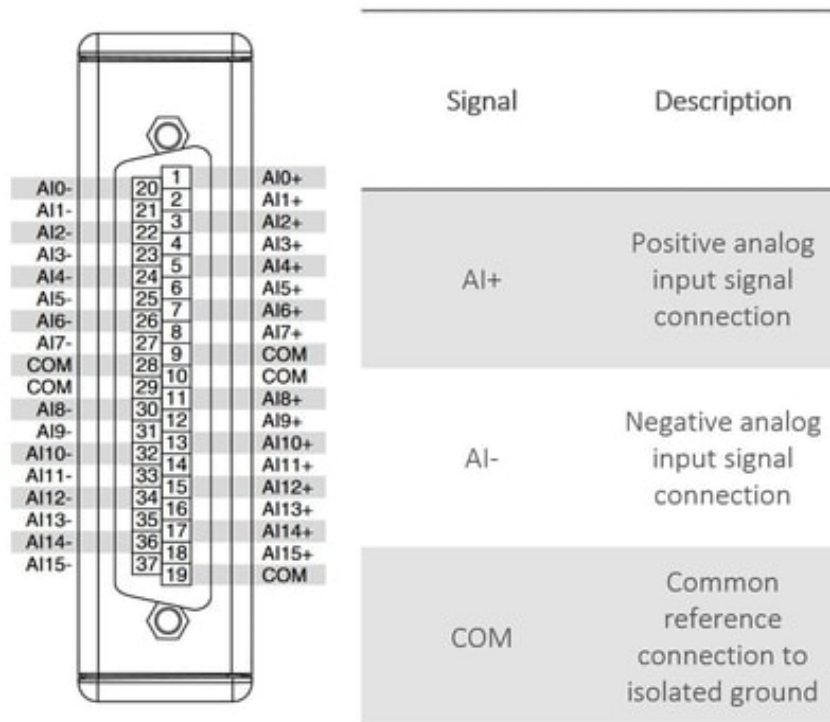 Signal Description
AI0- 20 1 AI0+
AI1- 21 2 AI1+
AI2- 22 3 AI2+
AI3- 23 4 AI3+
AI4- 24 5 AI4+
AI5- 25 6 AI5+
AI6- 26 7 AI6+
AI7- 27 8 AI7+
COM 28 9 COM
COM 29 10 COM
AI8- 30 11 AI8+
AI9- 31 12 AI9+
AI10- 32 13 AI10+
AI11- 33 14 AI11+
AI12- 34 15 AI12+
AI13- 35 16 AI13+
AI14- 36 17 AI14+
AI15- 37 18 AI15+
19 COM
AI+
Positive analog
input signal
connection
AI-
Negative analog
input signal
connection
COM
Common
reference
connection to
isolated ground